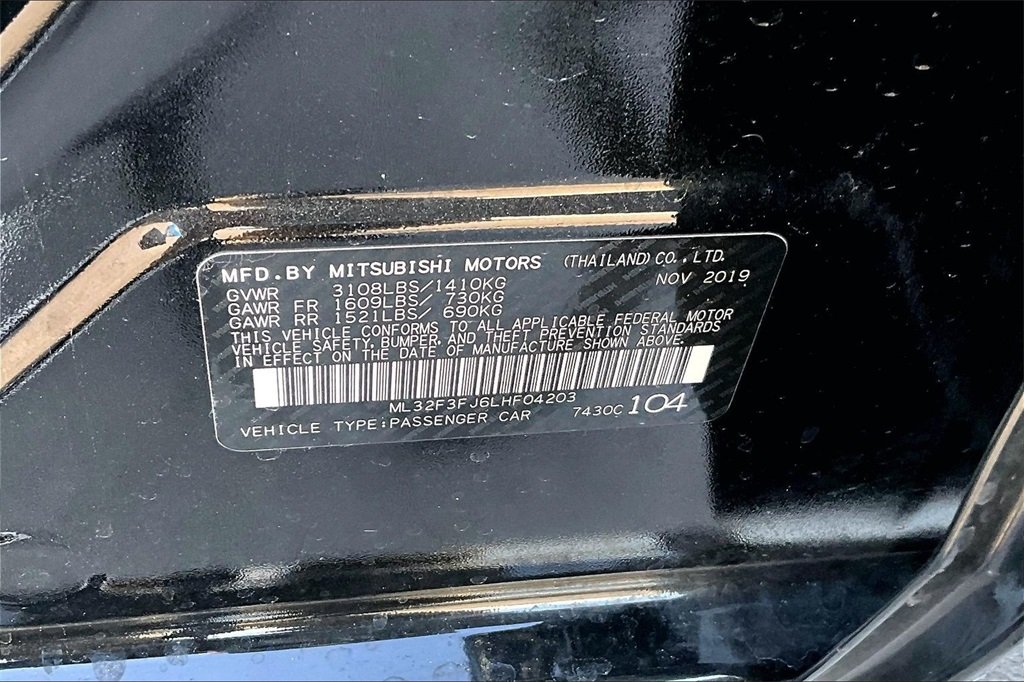 MFD.BY MITSUBISHI MOTORS (THAILAND) CO., LTD.
GVWR 3108LBS/1410KG NOV 2019
GAWR FR 1609LBS/ 730KG
GAWR RR 1521LBS/ 690KG
THIS VEHICLE CONFORMS TO ALL APPLICABLE FEDERAL MOTOR
VEHICLE SAFETY, BUMPER, AND THEFT PREVENTION STANDARDS
IN EFFECT ON THE DATE OF MANUFACTURE SHOWN ABOVE.
ML32F3FJ6LHF04203
VEHICLE TYPE:PASSENGER CAR 7430C 104